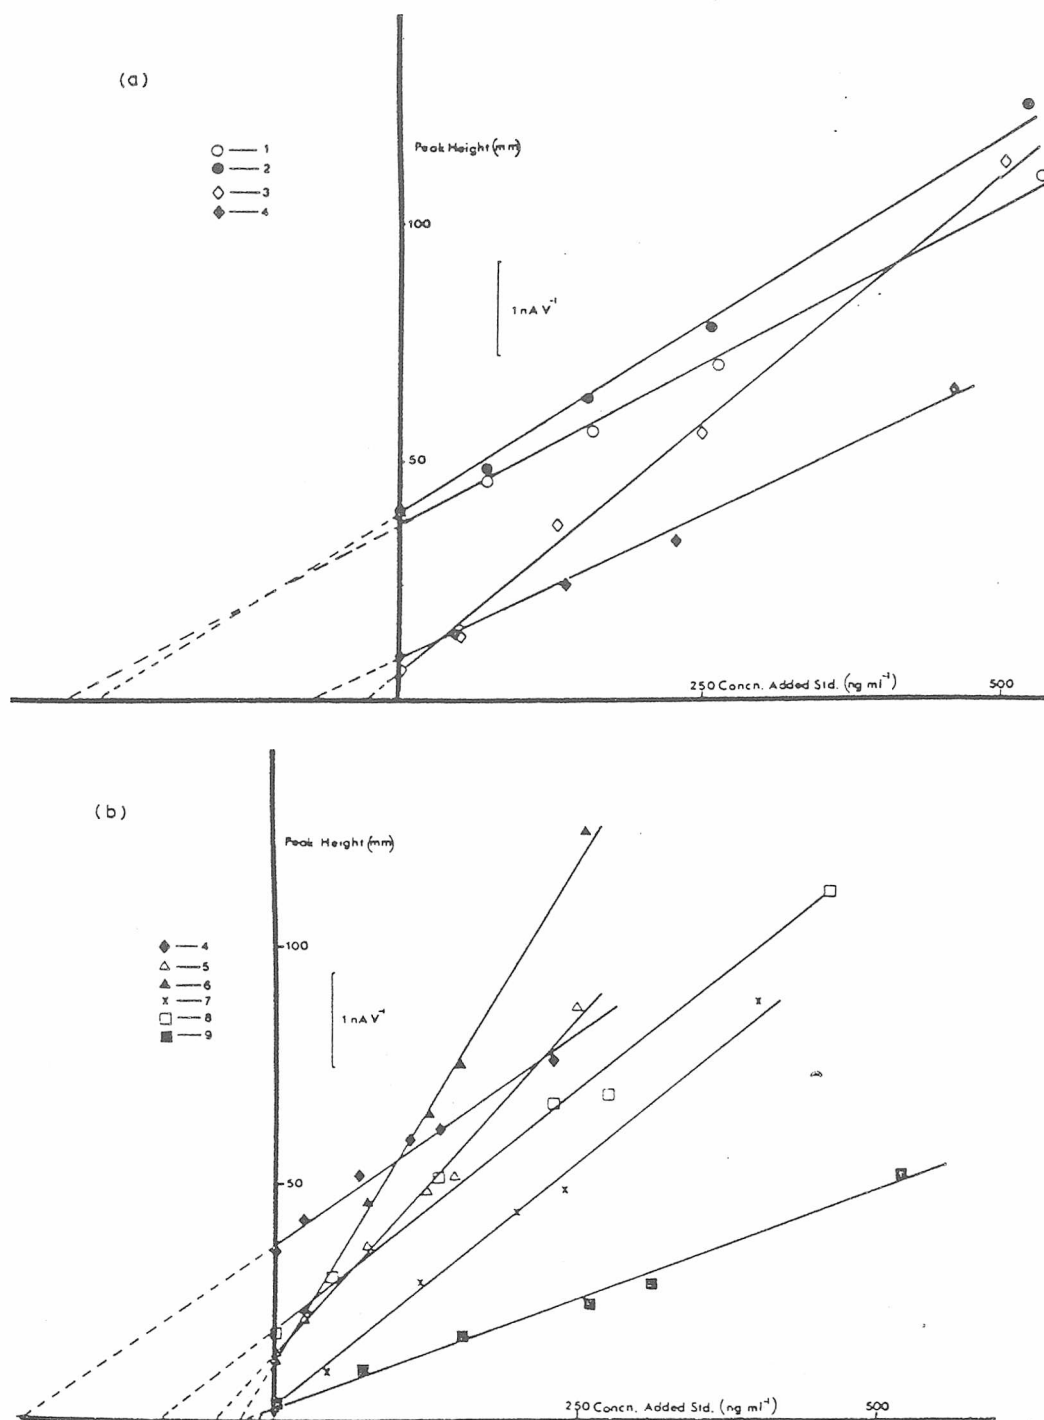 (a)
1
2
3
4
Peak Height (mm)
100
1 nA V⁻¹
50
250 Concn. Added Std. (ng ml⁻¹) 500
(b)
Peak Height (mm)
4
5
6
7
8
9
100
1 nA V⁻¹
50
250 Concn. Added Std. (ng ml⁻¹) 500